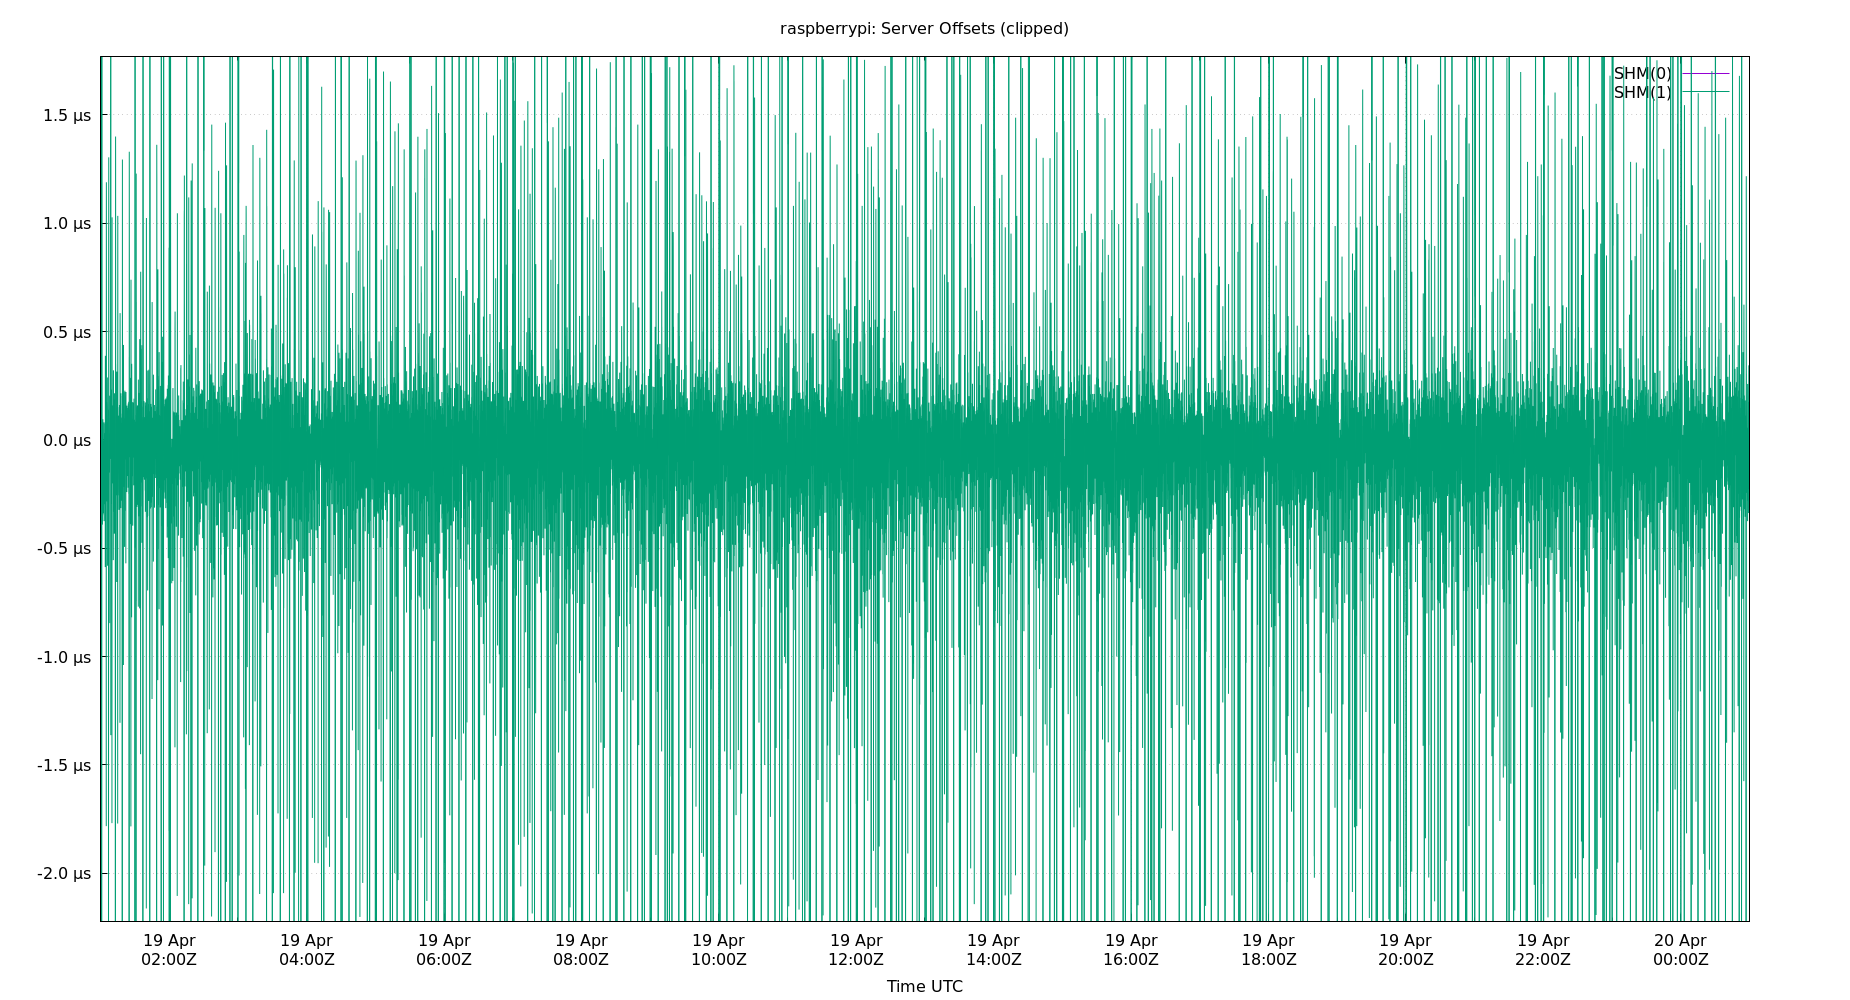 raspberrypi: Server Offsets (clipped)
SHM(0)
SHM(1)
1.5 µs
1.0 µs
0.5 µs
0.0 µs
-0.5 µs
-1.0 µs
-1.5 µs
-2.0 µs
19 Apr 19 Apr 19 Apr 19 Apr 19 Apr 19 Apr 19 Apr 19 Apr 19 Apr 19 Apr 19 Apr 20 Apr
02:00Z 04:00Z 06:00Z 08:00Z 10:00Z 12:00Z 14:00Z 16:00Z 18:00Z 20:00Z 22:00Z 00:00Z
Time UTC